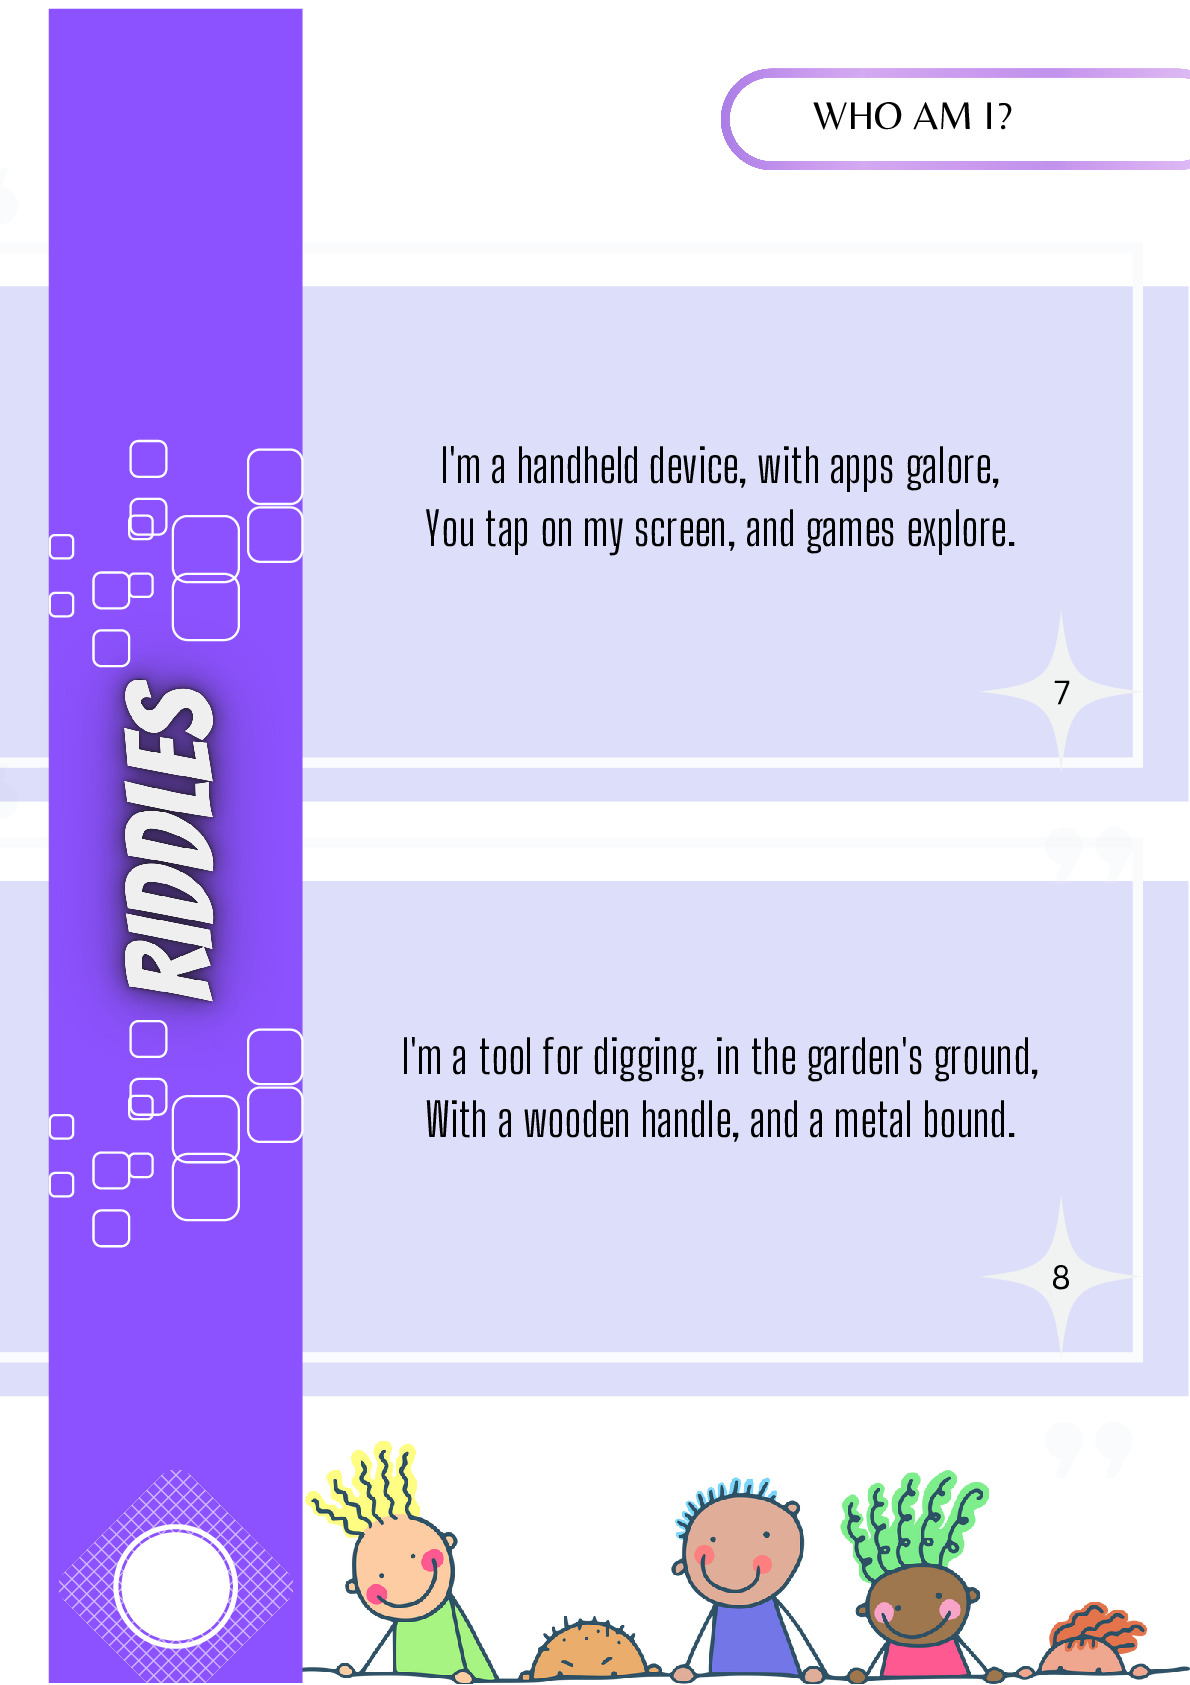 WHO AM I?
I'm a handheld device, with apps galore,
You tap on my screen, and games explore.
7
RIDDLES
I'm a tool for digging, in the garden's ground,
With a wooden handle, and a metal bound.
8